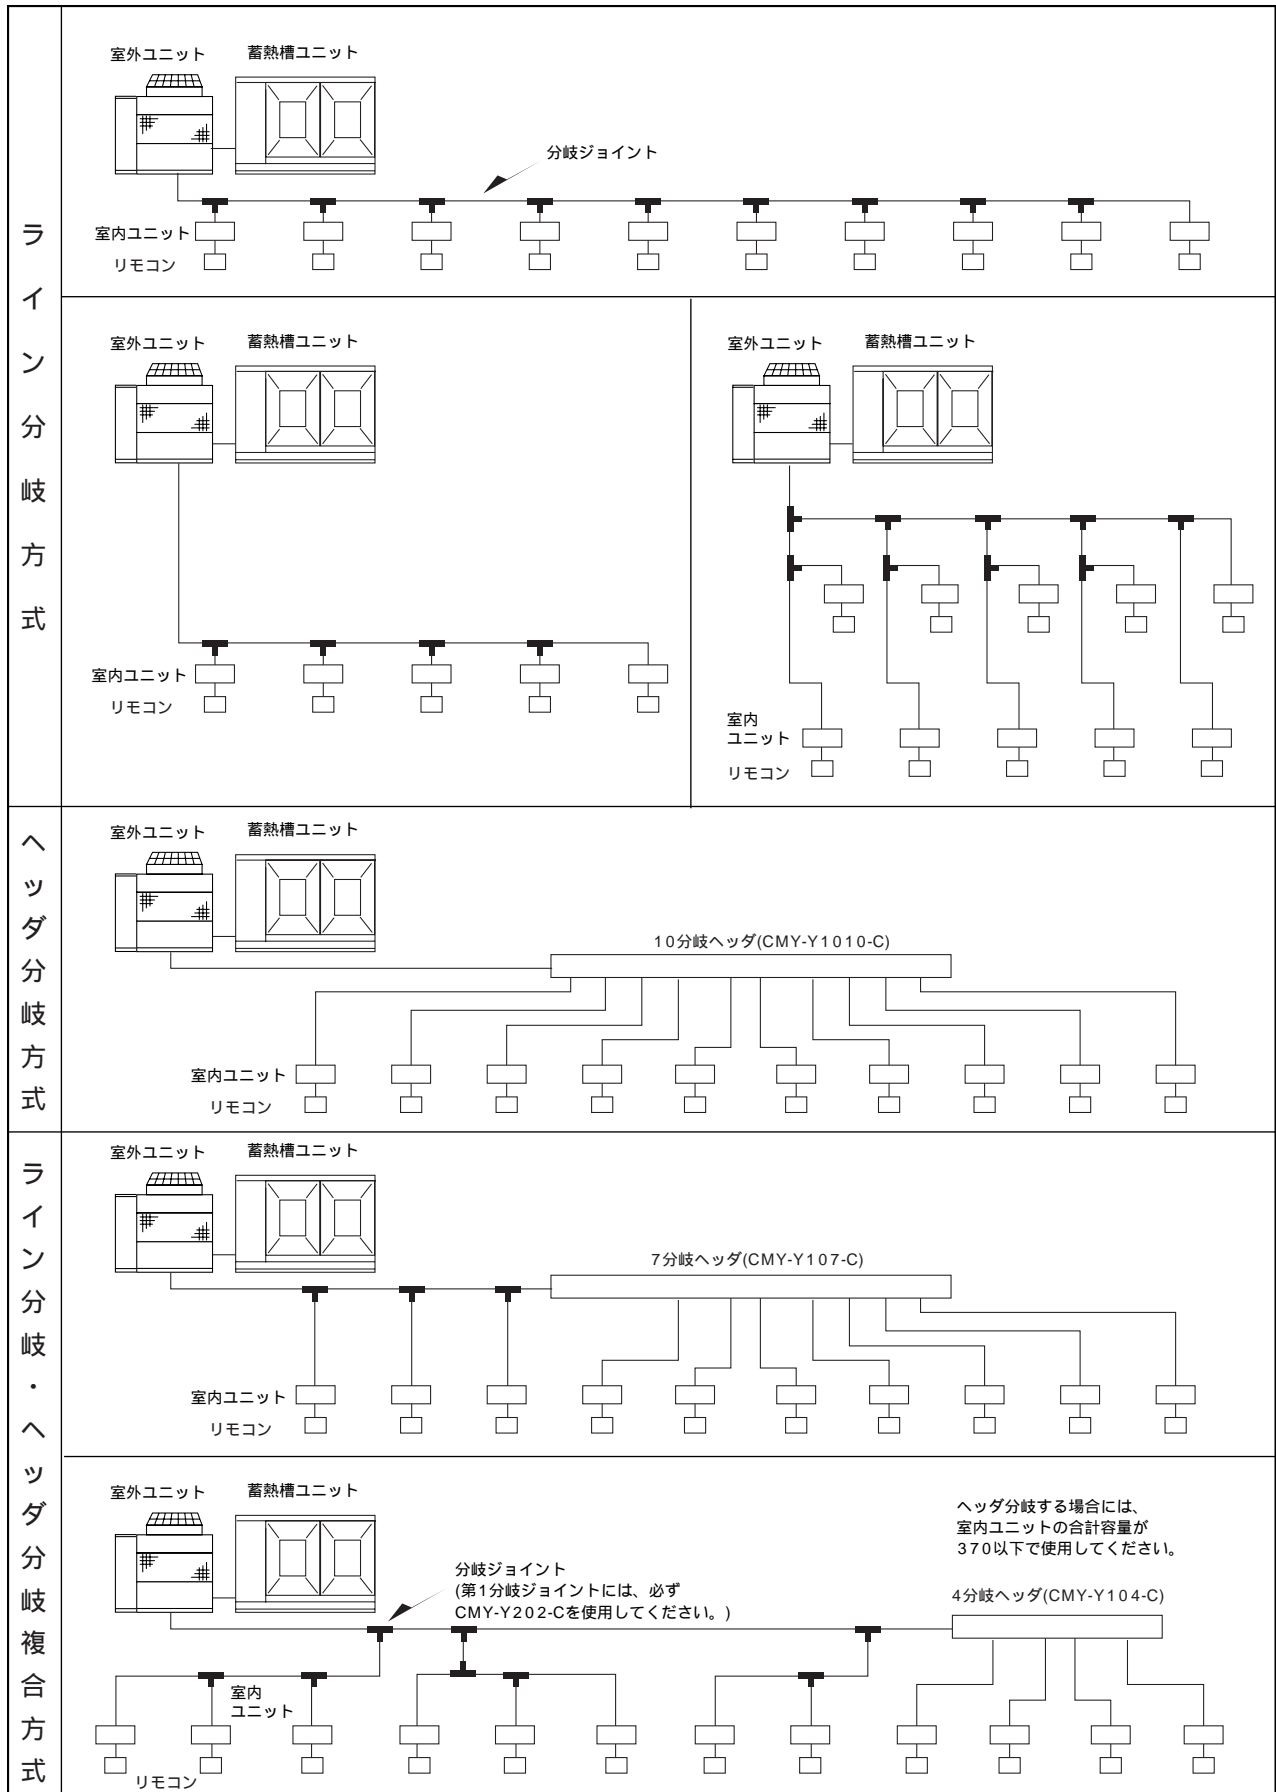 ライン分岐方式
室外ユニット
蓄熱槽ユニット
分岐ジョイント
室内ユニット
リモコン
室外ユニット
蓄熱槽ユニット
室内ユニット
リモコン
室外ユニット
蓄熱槽ユニット
室内
ユニット
リモコン
ヘッダ分岐方式
室外ユニット
蓄熱槽ユニット
10分岐ヘッダ(CMY-Y1010-C)
室内ユニット
リモコン
ライン分岐・ヘッダ分岐複合方式
室外ユニット
蓄熱槽ユニット
7分岐ヘッダ(CMY-Y107-C)
室内ユニット
リモコン
室外ユニット
蓄熱槽ユニット
ヘッダ分岐する場合には、
室内ユニットの合計容量が
370以下で使用してください。
分岐ジョイント
(第1分岐ジョイントには、必ず
CMY-Y202-Cを使用してください。)
4分岐ヘッダ(CMY-Y104-C)
室内
ユニット
リモコン